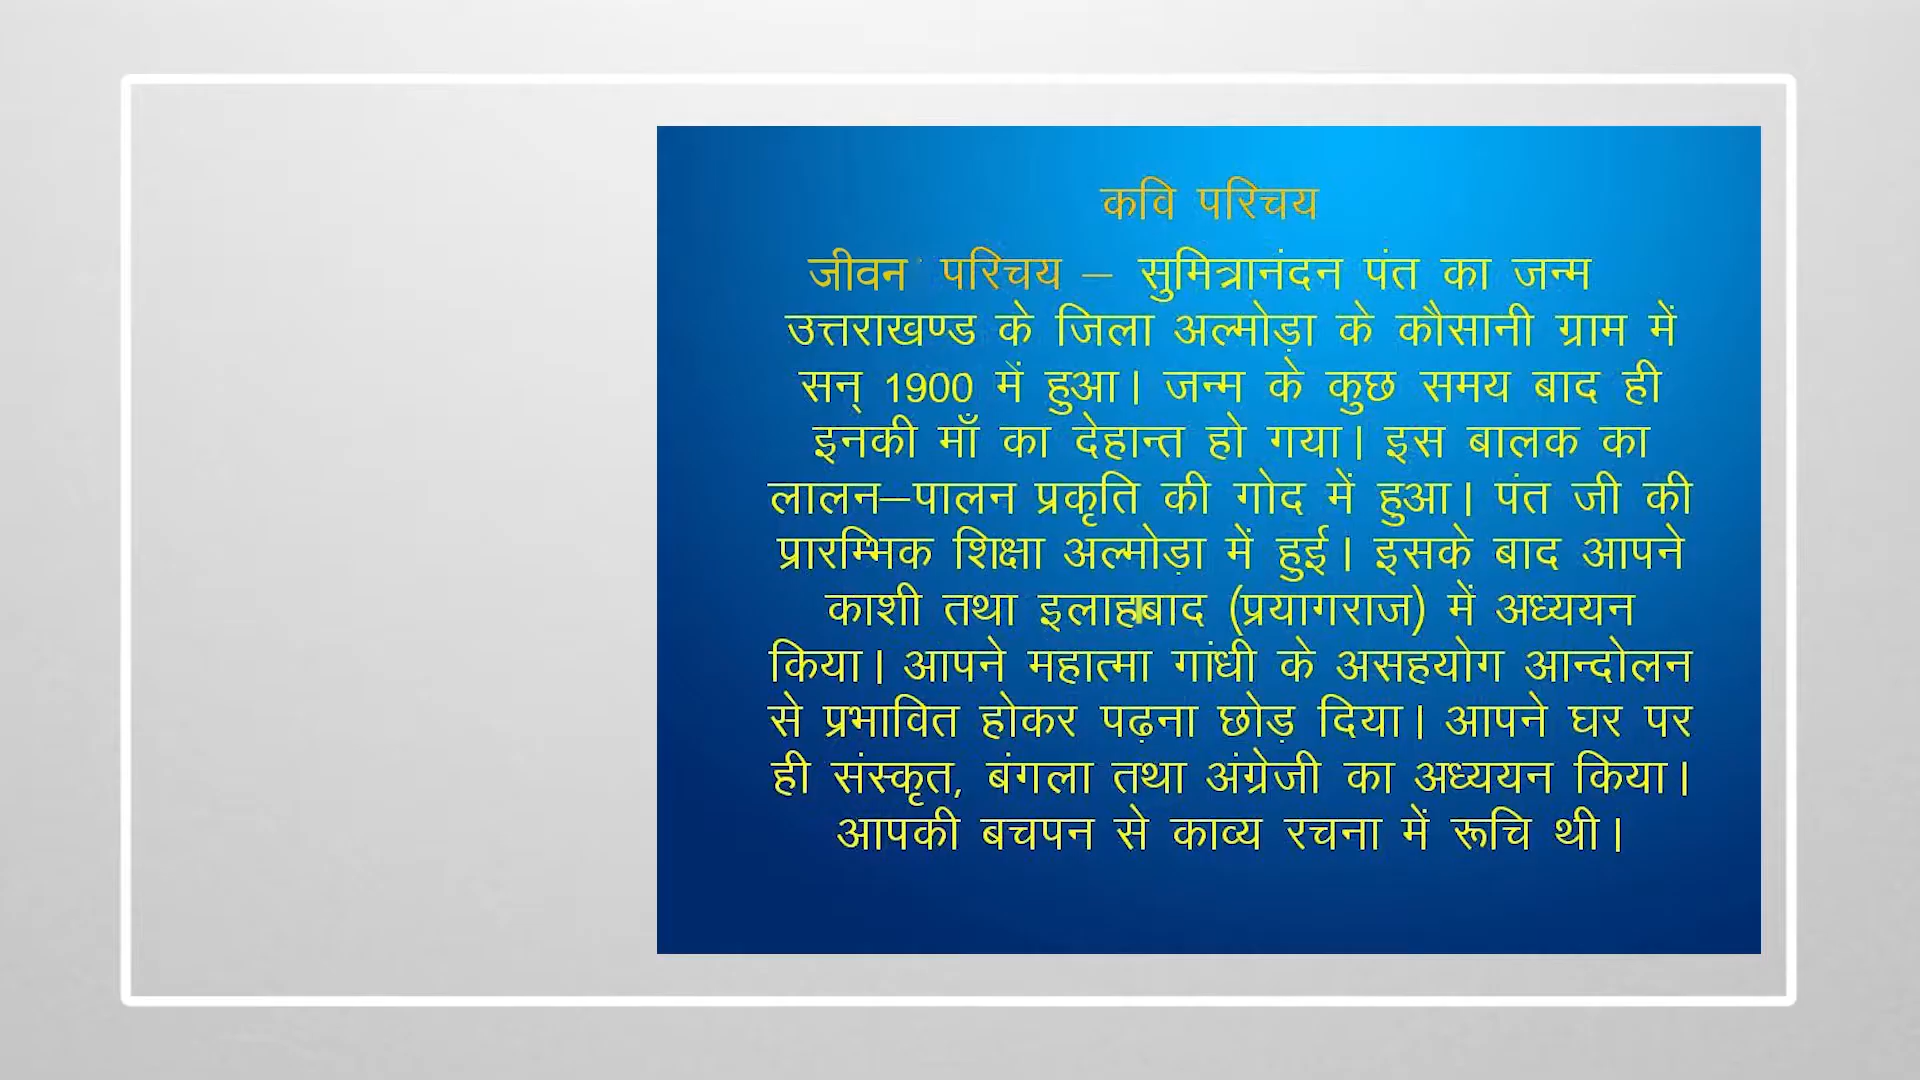 कवि परिचय
जीवन परिचय – सुमित्रानंदन पंत का जन्म
उत्तराखण्ड के जिला अल्मोड़ा के कौसानी ग्राम में
सन् 1900 में हुआ। जन्म के कुछ समय बाद ही
इनकी माँ का देहान्त हो गया। इस बालक का
लालन–पालन प्रकृति की गोद में हुआ। पंत जी की
प्रारम्भिक शिक्षा अल्मोड़ा में हुई। इसके बाद आपने
काशी तथा इलाहबाद (प्रयागराज) में अध्ययन
किया। आपने महात्मा गांधी के असहयोग आन्दोलन
से प्रभावित होकर पढ़ना छोड़ दिया। आपने घर पर
ही संस्कृत, बंगला तथा अंग्रेजी का अध्ययन किया।
आपकी बचपन से काव्य रचना में रूचि थी।